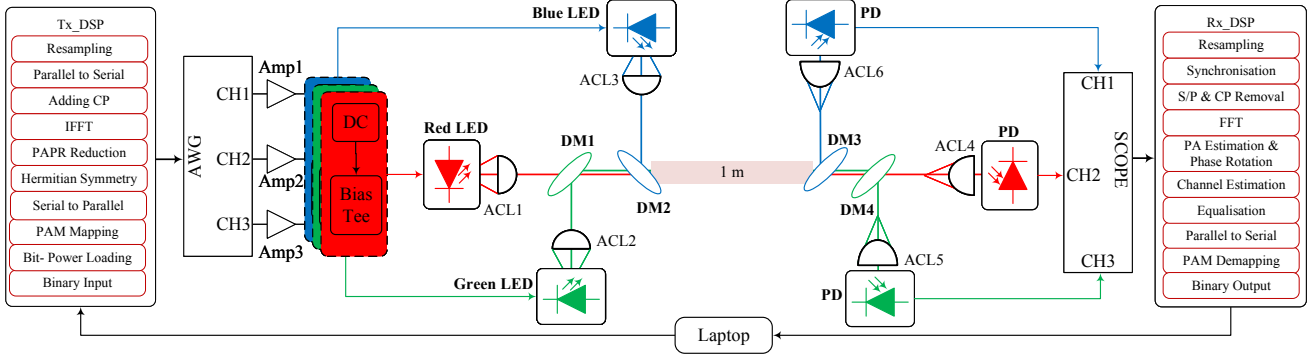 Tx_DSP
Resampling
Parallel to Serial
Adding CP
IFFT
PAPR Reduction
Hermitian Symmetry
Serial to Parallel
PAM Mapping
Bit- Power Loading
Binary Input
AWG
CH1
CH2
CH3
Amp1
Amp2
Amp3
DC
Bias
Tee
Blue LED
Red LED
Green LED
ACL3
ACL1
ACL2
DM1
DM2
1 m
DM3
DM4
PD
ACL6
ACL4
PD
ACL5
PD
CH1
CH2
CH3
SCOPE
Rx_DSP
Resampling
Synchronisation
S/P & CP Removal
FFT
PA Estimation &
Phase Rotation
Channel Estimation
Equalisation
Parallel to Serial
PAM Demapping
Binary Output
Laptop